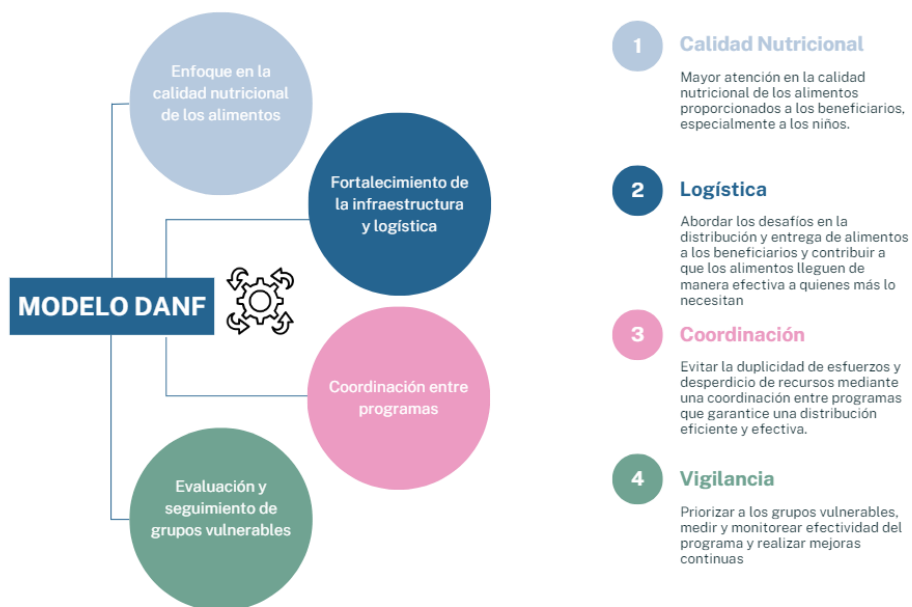 Enfoque en la
calidad nutricional
de los alimentos
Fortalecimiento de
la infraestructura
y logística
MODELO DANF
Coordinación entre
programas
Evaluación y
seguimiento de
grupos vulnerables
1
Calidad Nutricional
Mayor atención en la calidad
nutricional de los alimentos
proporcionados a los beneficiarios,
especialmente a los niños.
2
Logística
Abordar los desafíos en la
distribución y entrega de alimentos
a los beneficiarios y contribuir a
que los alimentos lleguen de
manera efectiva a quienes más lo
necesitan
3
Coordinación
Evitar la duplicidad de esfuerzos y
desperdicio de recursos mediante
una coordinación entre programas
que garantice una distribución
eficiente y efectiva.
4
Vigilancia
Priorizar a los grupos vulnerables,
medir y monitorear efectividad del
programa y realizar mejoras
continuas